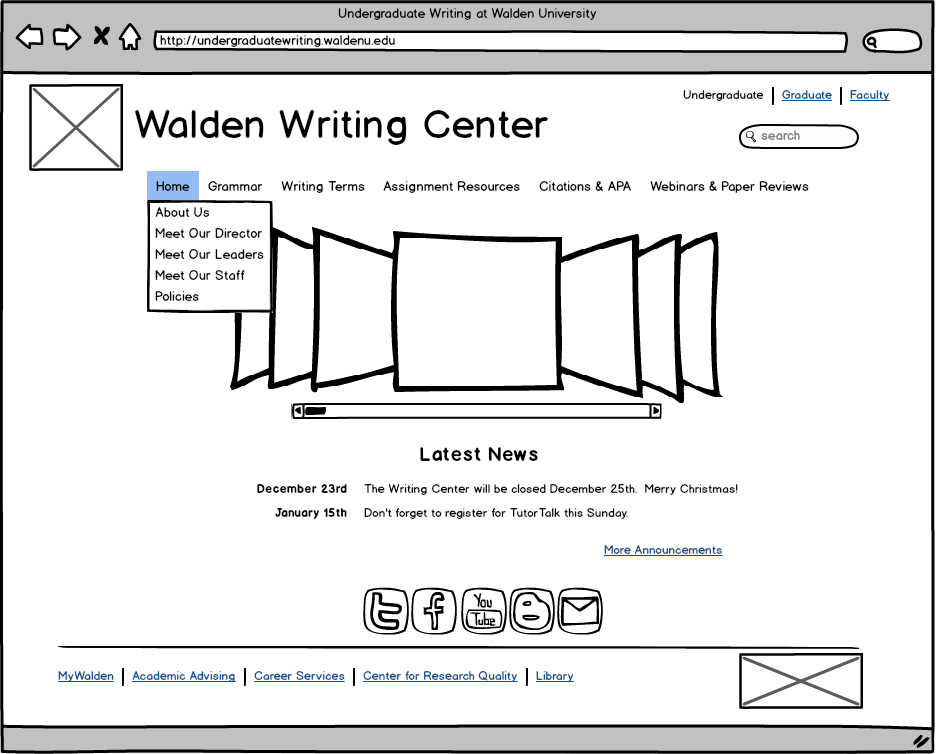 Undergraduate Writing at Walden University
http://undergraduatewriting.waldenu.edu
Undergraduate Graduate Faculty
Walden Writing Center
search
Home Grammar Writing Terms Assignment Resources Citations & APA Webinars & Paper Reviews
About Us
Meet Our Director
Meet Our Leaders
Meet Our Staff
Policies
Latest News
December 23rd The Writing Center will be closed December 25th. Merry Christmas!
January 15th Don't forget to register for TutorTalk this Sunday.
More Announcements
You
Tube
MyWalden Academic Advising Career Services Center for Research Quality Library